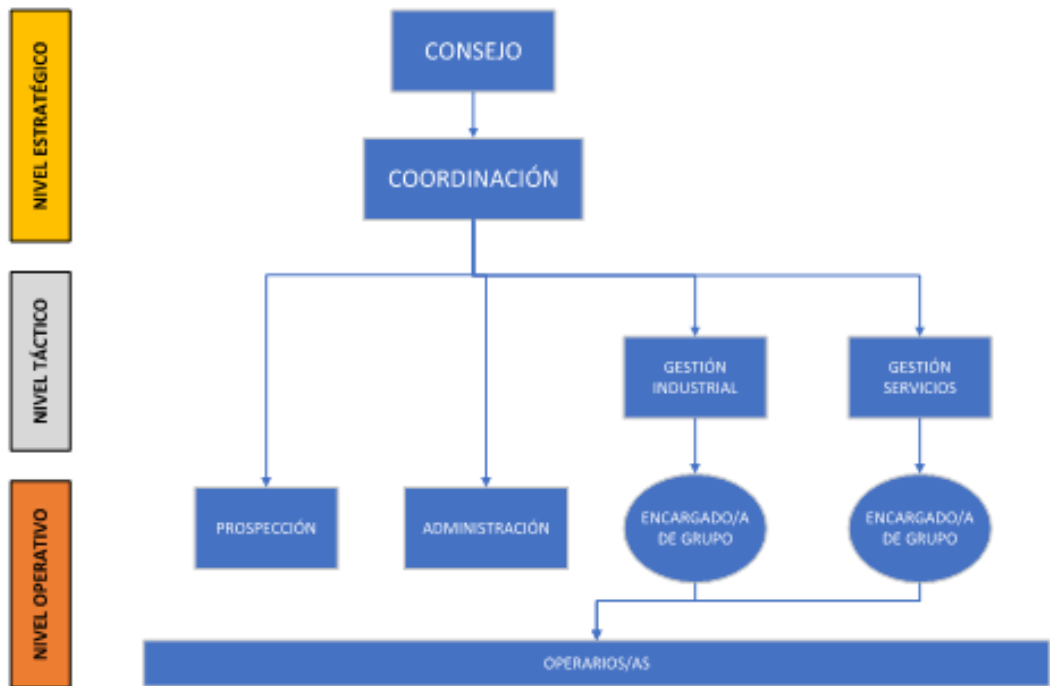 NIVEL ESTRATÉGICO
CONSEJO
COORDINACIÓN
NIVEL TÁCTICO
GESTIÓN
INDUSTRIAL
GESTIÓN
SERVICIOS
NIVEL OPERATIVO
PROSPECCIÓN
ADMINISTRACIÓN
ENCARGADO/A
DE GRUPO
ENCARGADO/A
DE GRUPO
OPERARIOS/AS